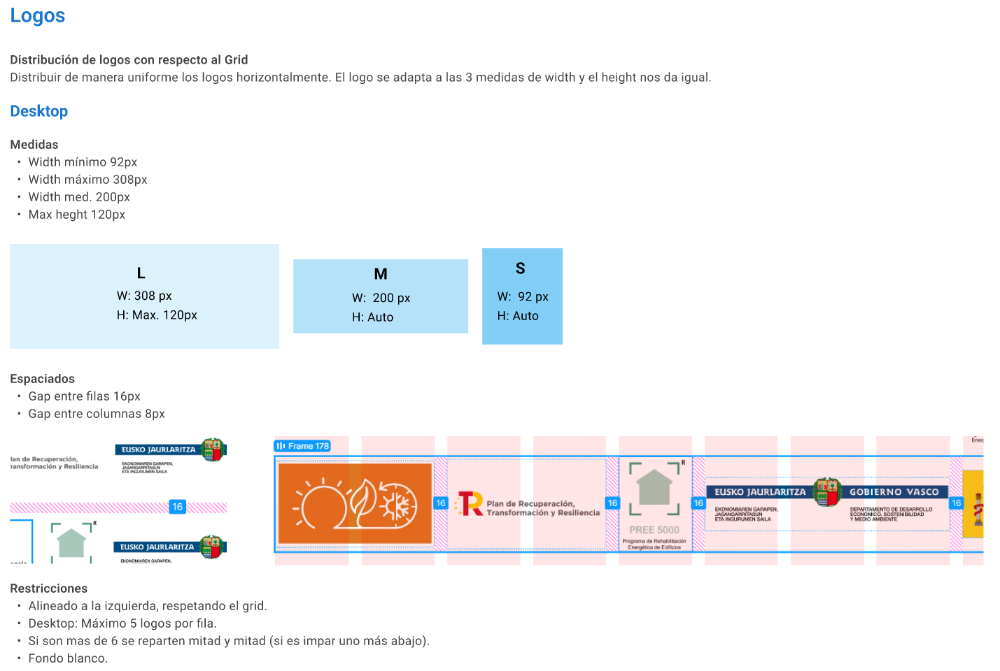 Logos
Distribución de logos con respecto al Grid
Distribuir de manera uniforme los logos horizontalmente. El logo se adapta a las 3 medidas de width y el height nos da igual.
Desktop
Medidas
• Width mínimo 92px
• Width máximo 308px
• Width med. 200px
• Max heght 120px
L
W: 308 px
H: Max. 120px
M
W: 200 px
H: Auto
S
W: 92 px
H: Auto
Espaciados
• Gap entre filas 16px
• Gap entre columnas 8px
lan de Recuperación,
ransformación y Resiliencia
EUSKO JAURLARITZA
EKONOMIAREN GARAPEN,
JASANGARRITASUN
ETA INGURUMEN SAILA
16
encia
R
EUSKO JAURLARITZA
EKONOMIAREN GARAPEN,
Frame 178
16
TR
Plan de Recuperación,
Transformación y Resiliencia
16
R
PREE 5000
Programa de Rehabilitación
Energética de Edificios
16
EUSKO JAURLARITZA
GOBIERNO VASCO
EKONOMIAREN GARAPEN,
JASANGARRITASUN
ETA INGURUMEN SAILA
DEPARTAMENTO DE DESARROLLO
ECONÓMICO, SOSTENIBILIDAD
Y MEDIO AMBIENTE
16
Energ
Restricciones
• Alineado a la izquierda, respetando el grid.
• Desktop: Máximo 5 logos por fila.
• Si son mas de 6 se reparten mitad y mitad (si es impar uno más abajo).
• Fondo blanco.